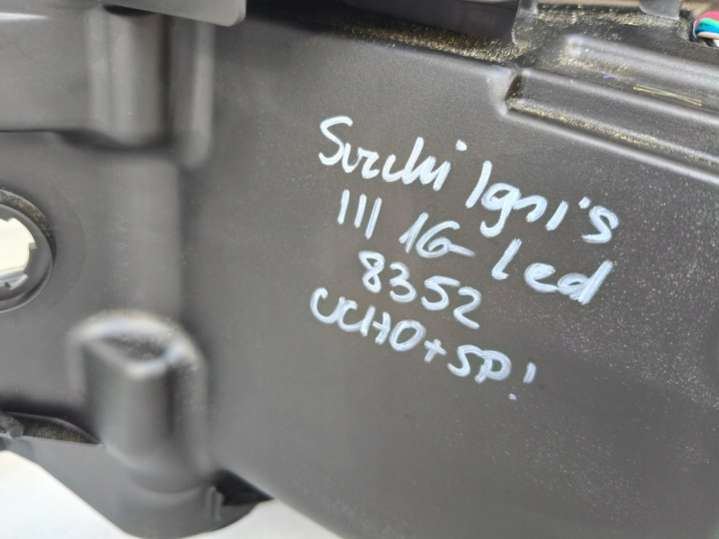 Suzuki Ignis
III 16- Led
8352
UCHO+SP!